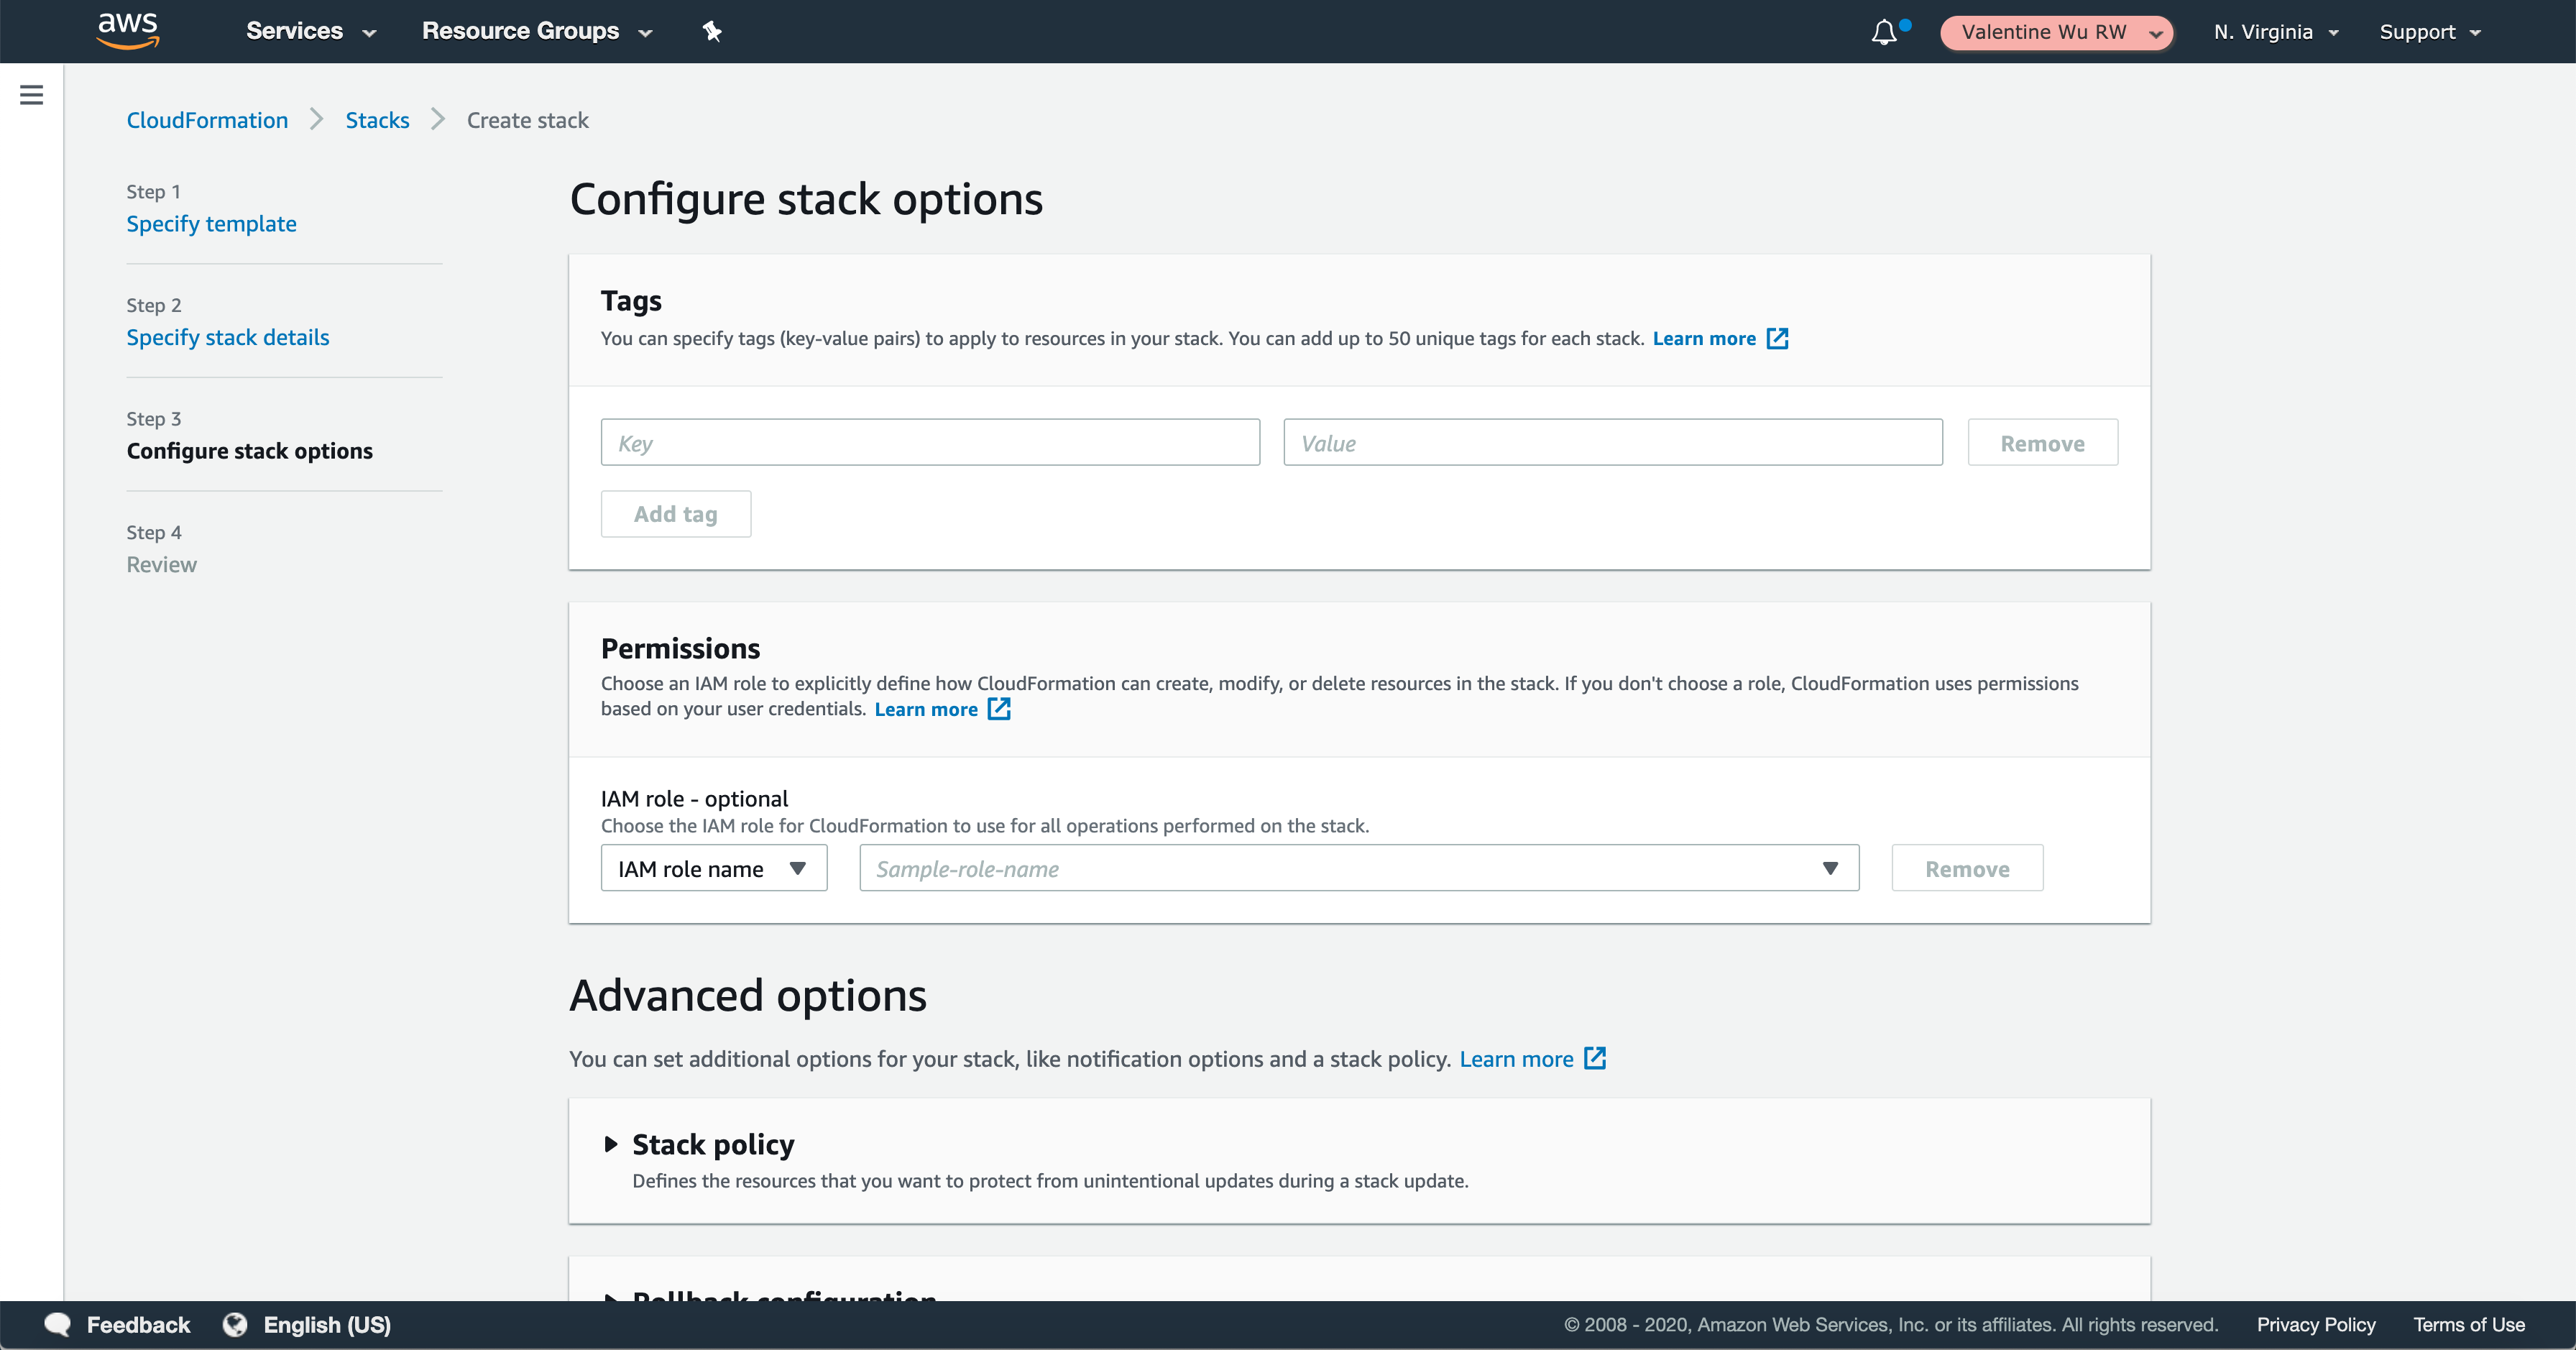 aws
Services
Resource Groups
Valentine Wu RW
N. Virginia
Support
CloudFormation
Stacks
Create stack
Step 1
Specify template
Step 2
Specify stack details
Step 3
Configure stack options
Step 4
Review
Configure stack options
Tags
You can specify tags (key-value pairs) to apply to resources in your stack. You can add up to 50 unique tags for each stack. Learn more
Key
Value
Remove
Add tag
Permissions
Choose an IAM role to explicitly define how CloudFormation can create, modify, or delete resources in the stack. If you don't choose a role, CloudFormation uses permissions
based on your user credentials. Learn more
IAM role - optional
Choose the IAM role for CloudFormation to use for all operations performed on the stack.
IAM role name
Sample-role-name
Remove
Advanced options
You can set additional options for your stack, like notification options and a stack policy. Learn more
Stack policy
Defines the resources that you want to protect from unintentional updates during a stack update.
Rollback configuration
Feedback
English (US)
© 2008 - 2020, Amazon Web Services, Inc. or its affiliates. All rights reserved.
Privacy Policy
Terms of Use